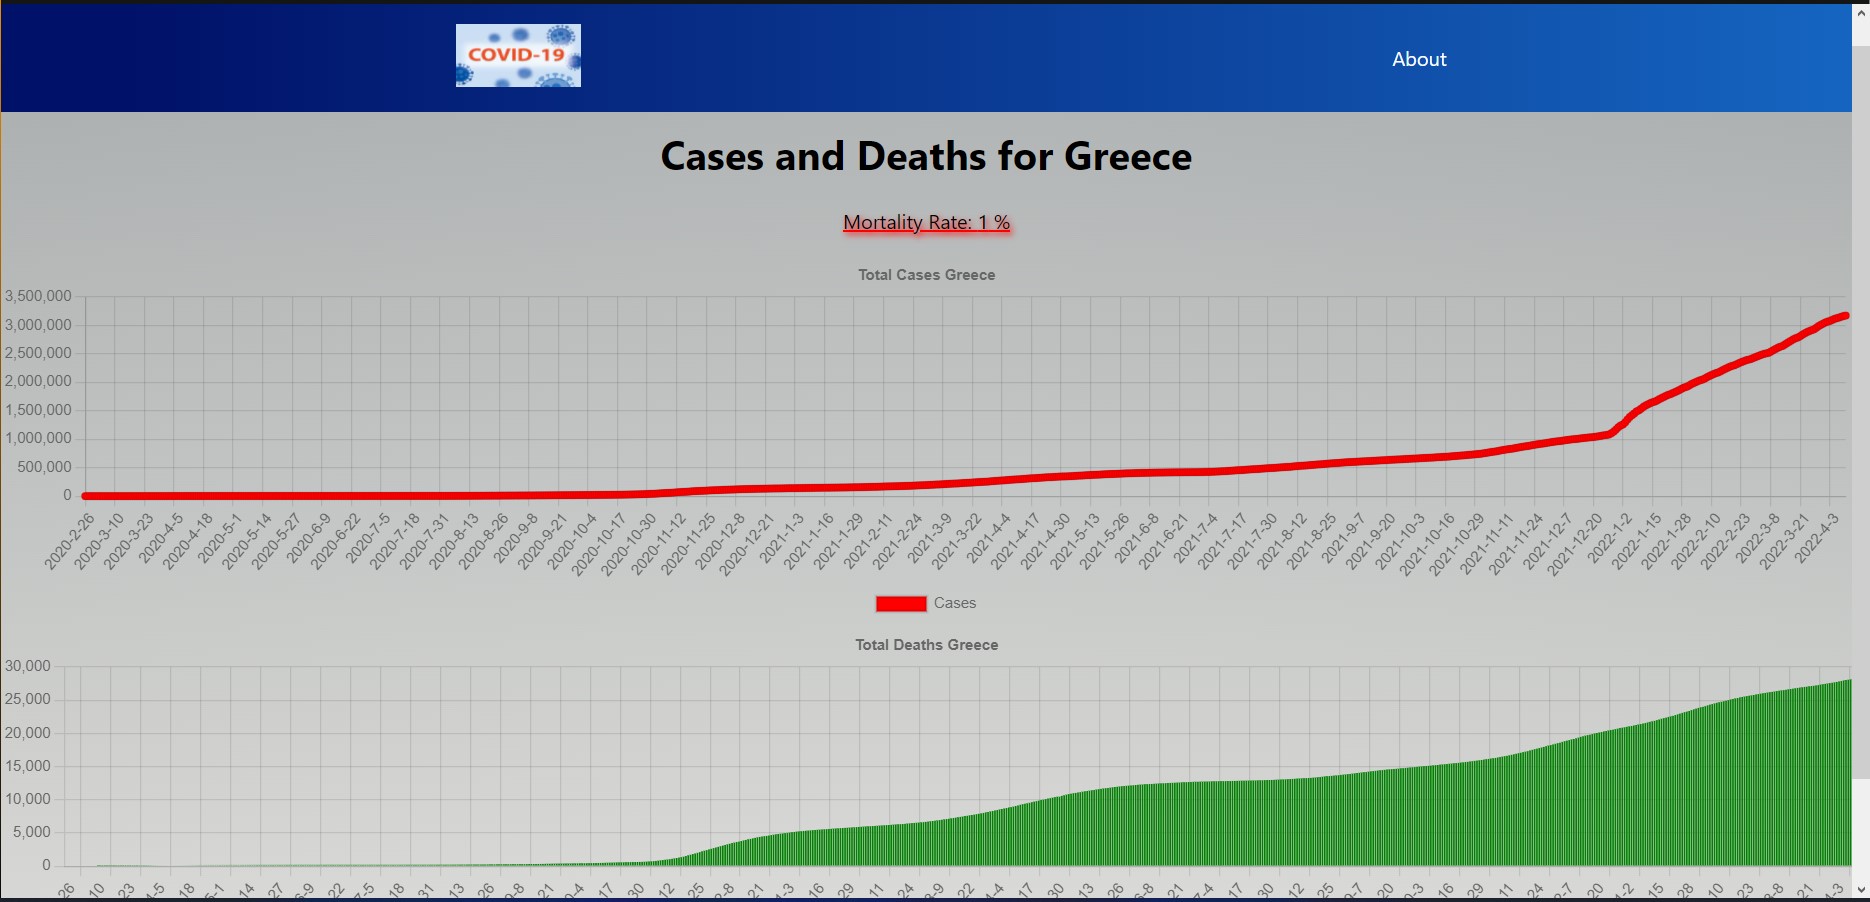 COVID-19
About
Cases and Deaths for Greece
Mortality Rate: 1 %
Total Cases Greece
3,500,000
3,000,000
2,500,000
2,000,000
1,500,000
1,000,000
500,000
0
2020-2-26 2020-3-10 2020-3-23 2020-4-5 2020-4-18 2020-5-1 2020-5-14 2020-5-27 2020-6-9 2020-6-22 2020-7-5 2020-7-18 2020-7-31 2020-8-13 2020-8-26 2020-9-8 2020-9-21 2020-10-4 2020-10-17 2020-10-30 2020-11-12 2020-11-25 2020-12-8 2020-12-21 2021-1-3 2021-1-16 2021-1-29 2021-2-11 2021-2-24 2021-3-9 2021-3-22 2021-4-4 2021-4-17 2021-4-30 2021-5-13 2021-5-26 2021-6-8 2021-6-21 2021-7-4 2021-7-17 2021-7-30 2021-8-12 2021-8-25 2021-9-7 2021-9-20 2021-10-3 2021-10-16 2021-10-29 2021-11-11 2021-11-24 2021-12-7 2021-12-20 2022-1-2 2022-1-15 2022-1-28 2022-2-10 2022-2-23 2022-3-8 2022-3-21 2022-4-3
Cases
Total Deaths Greece
30,000
25,000
20,000
15,000
10,000
5,000
0
26 10 23 4-5 18 5-1 14 27 6-9 22 7-5 18 31 13 26 9-8 21 0-4 17 30 12 25 2-8 21 1-3 16 29 11 24 3-9 22 4-4 17 30 13 26 6-8 21 7-4 17 30 12 25 9-7 20 0-3 16 29 11 24 2-7 20 1-2 15 28 10 23 3-8 21 4-3